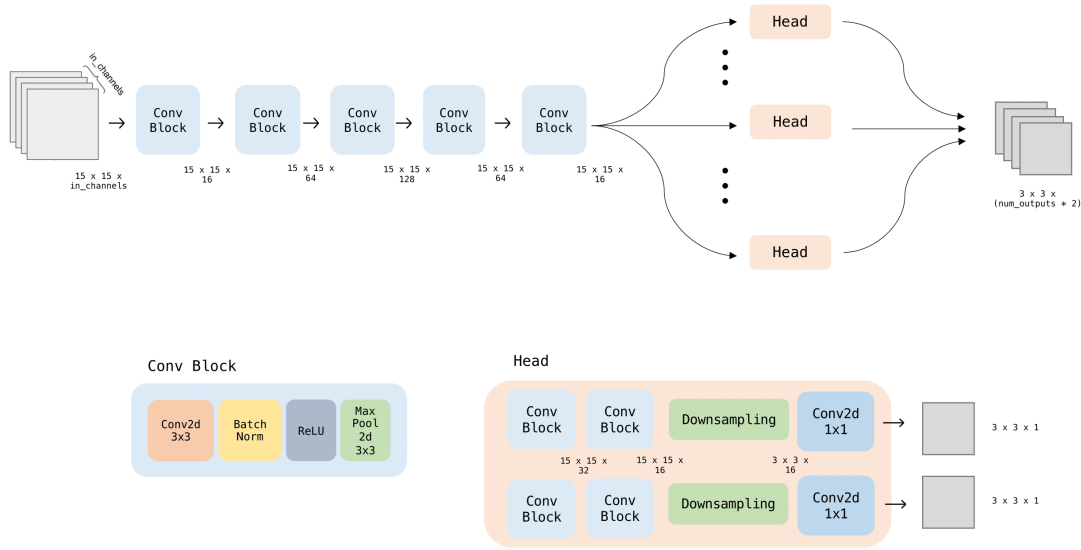 Head
in_channels
Conv
Block
Conv
Block
Conv
Block
Conv
Block
Conv
Block
Head
15 x 15 x
in_channels
15 x 15 x
16
15 x 15 x
64
15 x 15 x
128
15 x 15 x
64
15 x 15 x
16
3 x 3 x
(num_outputs * 2)
Head
Conv Block
Conv2d
3x3
Batch
Norm
ReLU
Max
Pool
2d
3x3
Head
Conv
Block
Conv
Block
Downsampling
Conv2d
1x1
3 x 3 x 1
15 x 15 x
32
15 x 15 x
16
3 x 3 x
16
Conv
Block
Conv
Block
Downsampling
Conv2d
1x1
3 x 3 x 1